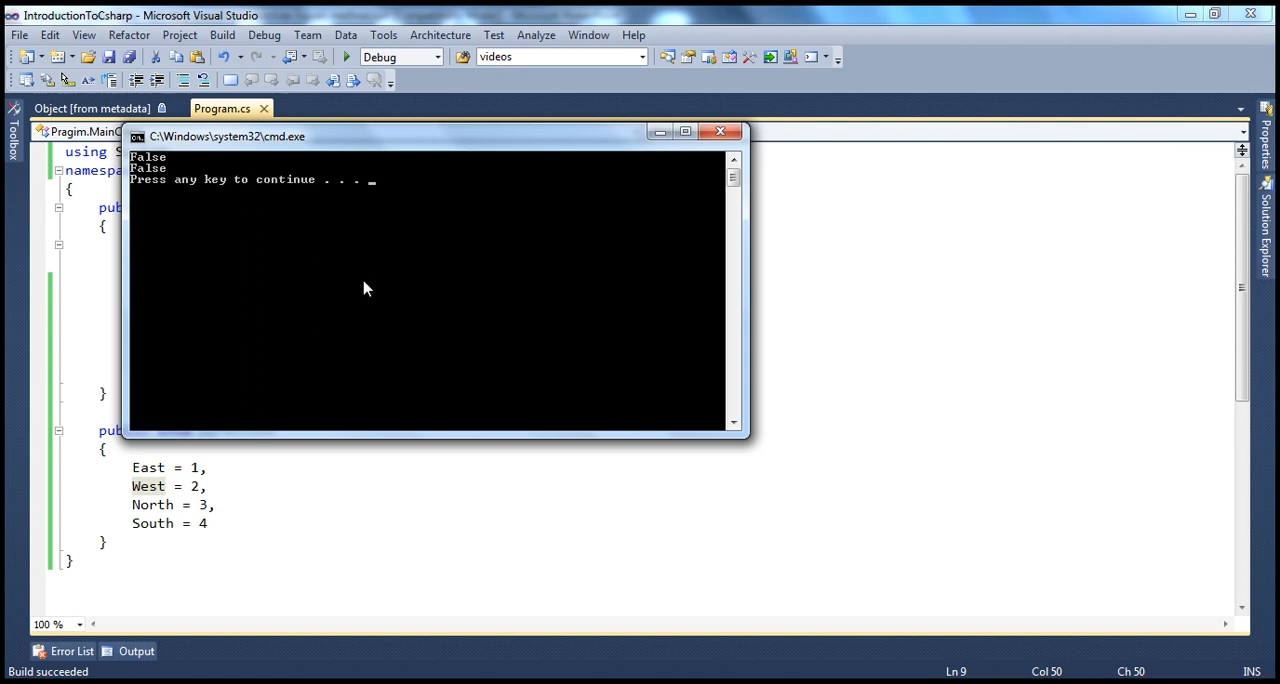 IntroductionToCsharp - Microsoft Visual Studio
File Edit View Refactor Project Build Debug Team Data Tools Architecture Test Analyze Window Help
Debug videos
Object [from metadata] Program.cs
Toolbox
Properties
Solution Explorer
Pragim.MainC
C:\Windows\system32\cmd.exe
False
False
Press any key to continue . . . _
using S
namespa
{
pub
{
}
pub
{
East = 1,
West = 2,
North = 3,
South = 4
}
}
100 %
Error List Output
Build succeeded Ln 9 Col 50 Ch 50 INS